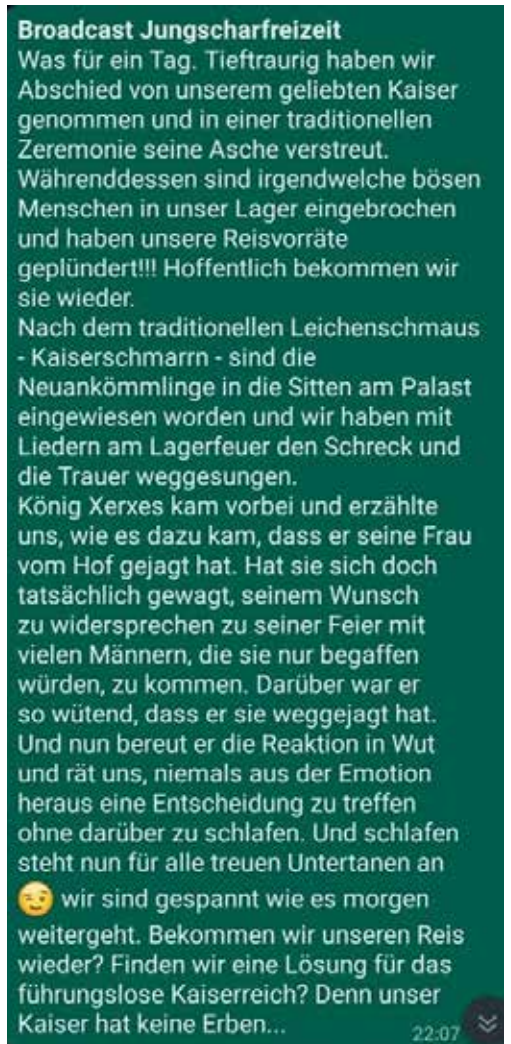 Broadcast Jungscharfreizeit
Was für ein Tag. Tieftraurig haben wir
Abschied von unserem geliebten Kaiser
genommen und in einer traditionellen
Zeremonie seine Asche verstreut.
Währenddessen sind irgendwelche bösen
Menschen in unser Lager eingebrochen
und haben unsere Reisvorräte
geplündert!!! Hoffentlich bekommen wir
sie wieder.
Nach dem traditionellen Leichenschmaus
- Kaiserschmarrn - sind die
Neuankömmlinge in die Sitten am Palast
eingewiesen worden und wir haben mit
Liedern am Lagerfeuer den Schreck und
die Trauer weggesungen.
König Xerxes kam vorbei und erzählte
uns, wie es dazu kam, dass er seine Frau
vom Hof gejagt hat. Hat sie sich doch
tatsächlich gewagt, seinem Wunsch
zu widersprechen zu seiner Feier mit
vielen Männern, die sie nur begaffen
würden, zu kommen. Darüber war er
so wütend, dass er sie weggejagt hat.
Und nun bereut er die Reaktion in Wut
und rät uns, niemals aus der Emotion
heraus eine Entscheidung zu treffen
ohne darüber zu schlafen. Und schlafen
steht nun für alle treuen Untertanen an
😉 wir sind gespannt wie es morgen
weitergeht. Bekommen wir unseren Reis
wieder? Finden wir eine Lösung für das
führungslose Kaiserreich? Denn unser
Kaiser hat keine Erben...
22:07